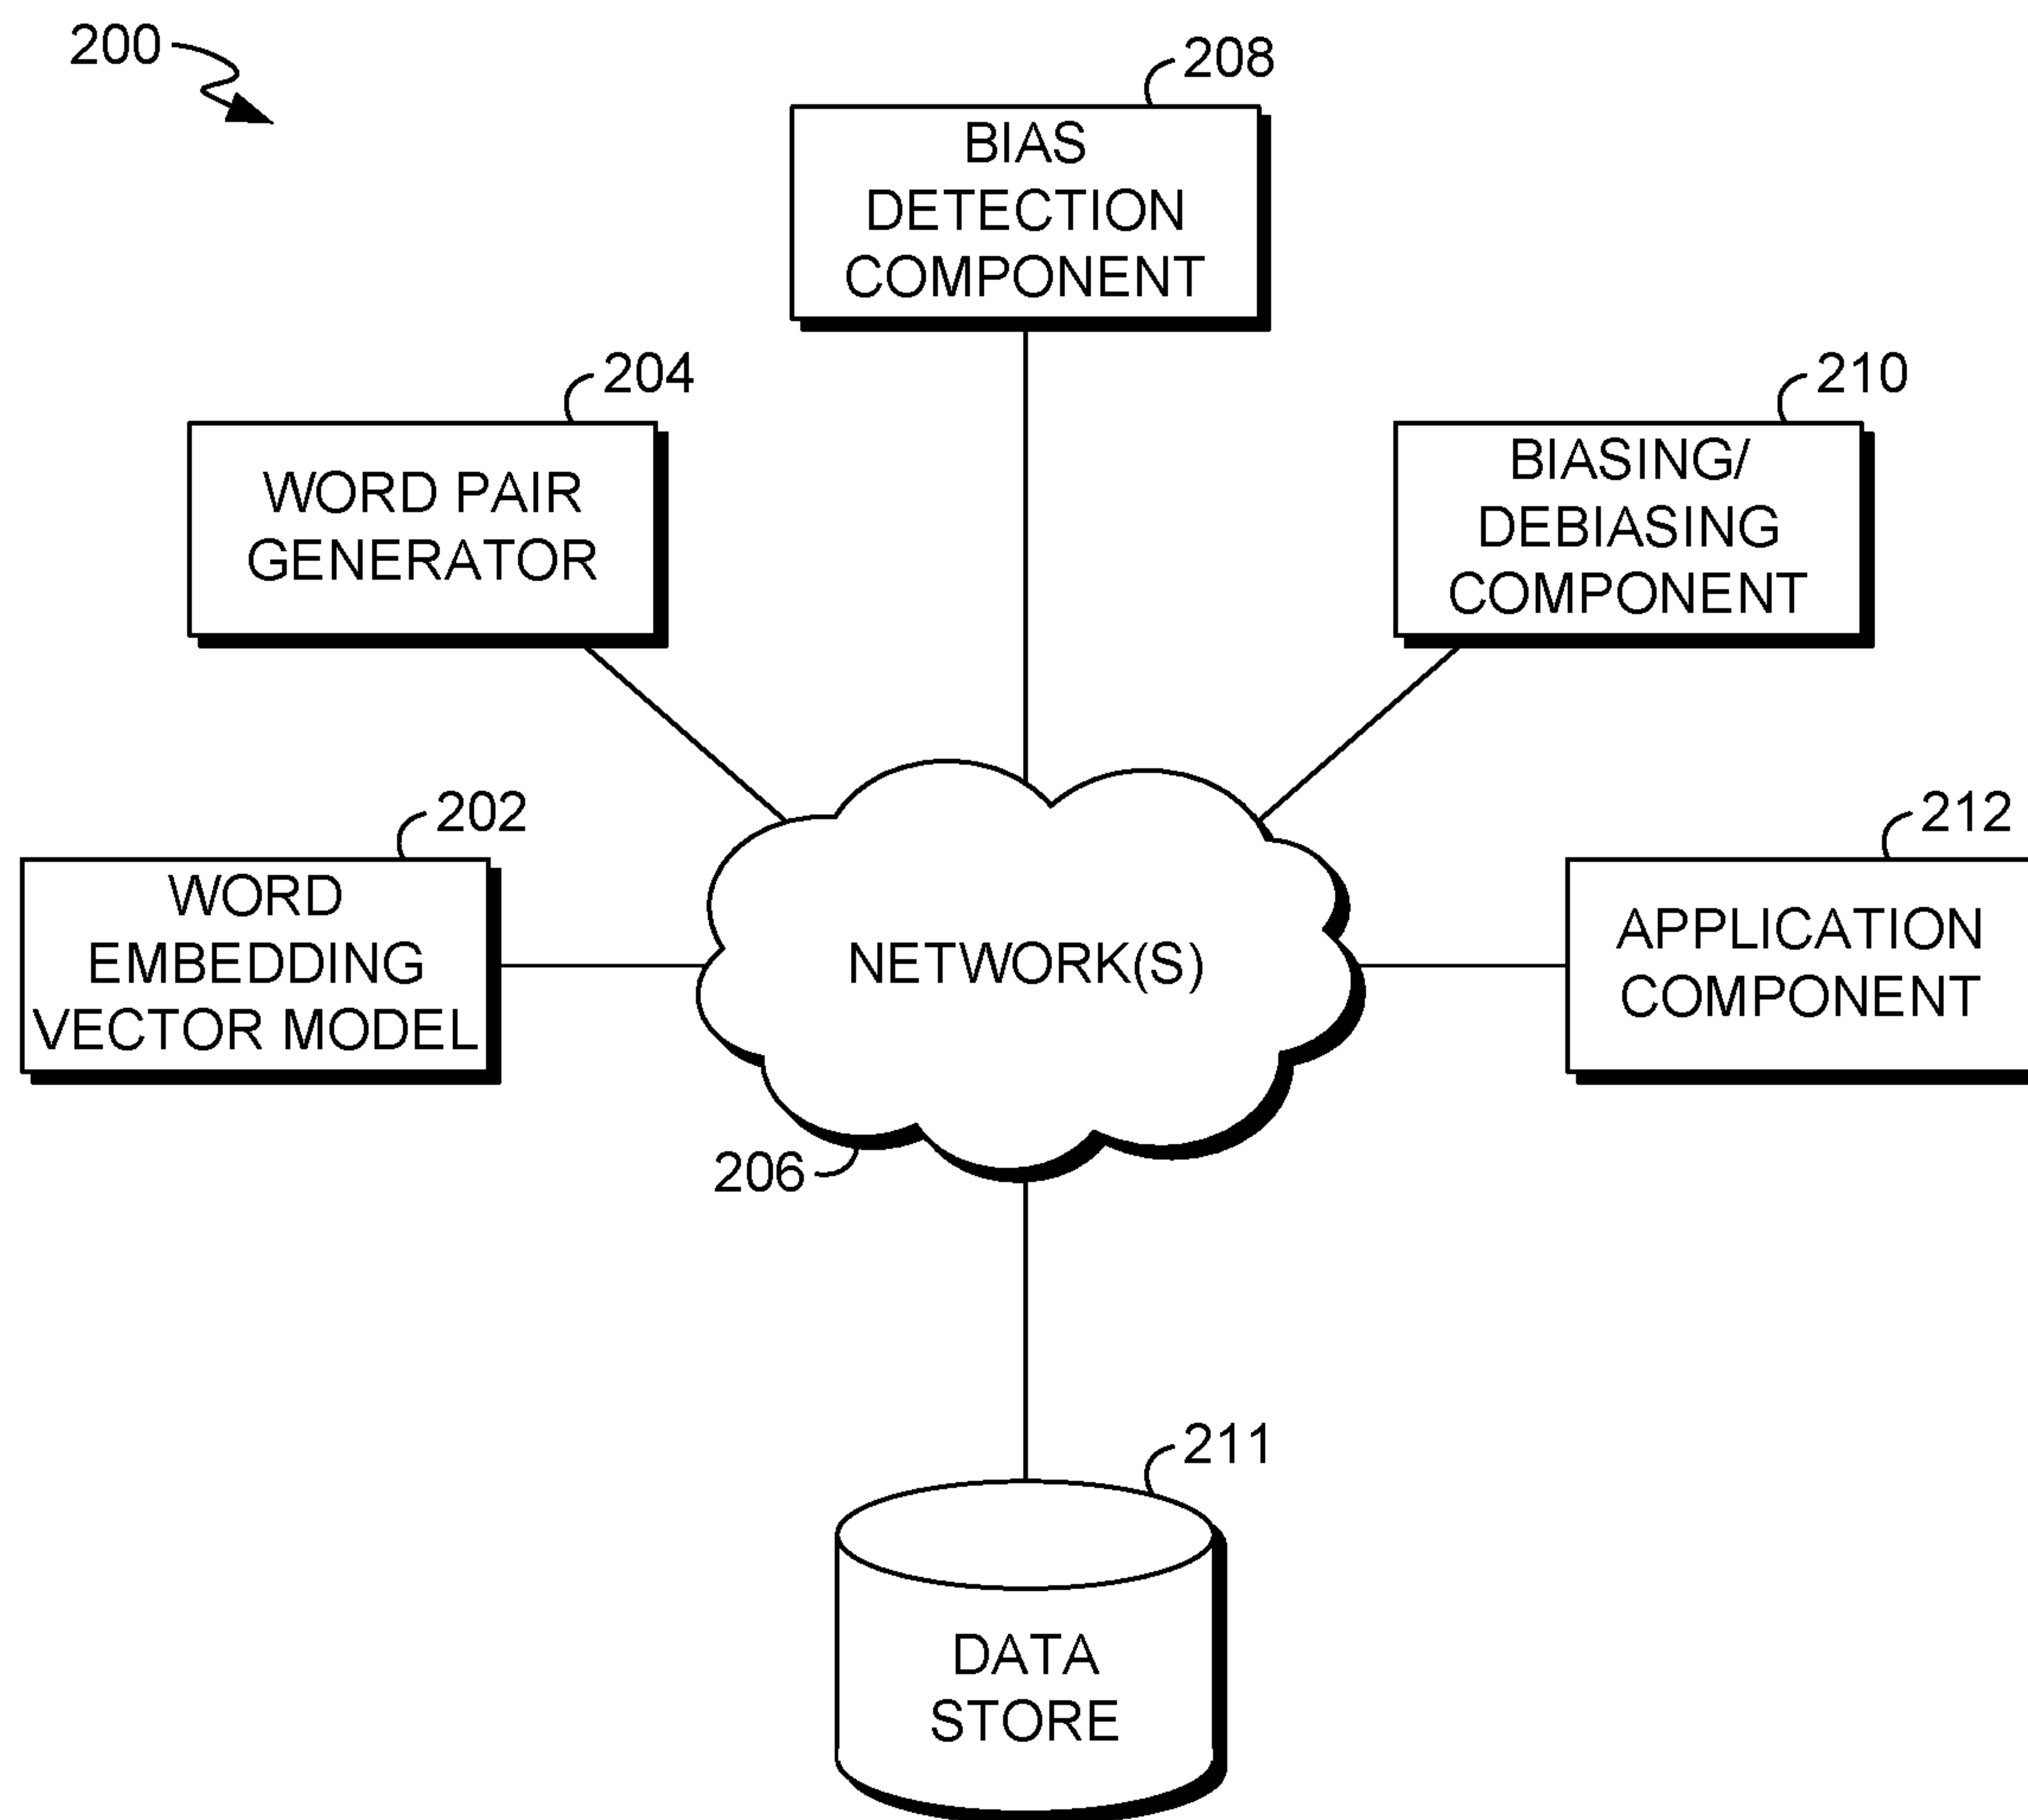 200
208
BIAS
DETECTION
COMPONENT
204
WORD PAIR
GENERATOR
210
BIASING/
DEBIASING
COMPONENT
202
WORD
EMBEDDING
VECTOR MODEL
NETWORK(S)
206
212
APPLICATION
COMPONENT
211
DATA
STORE